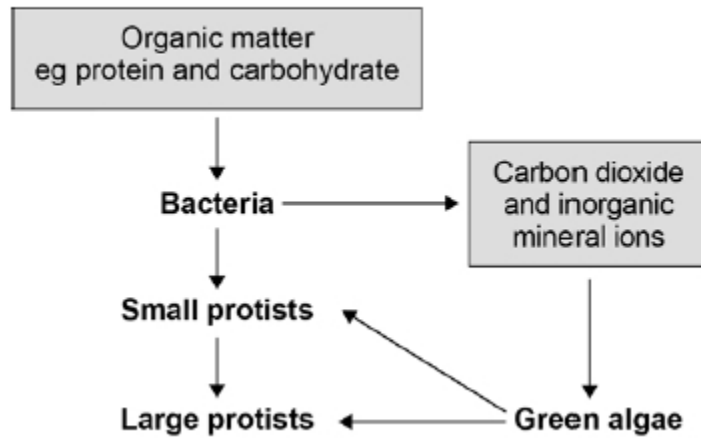 Organic matter
eg protein and carbohydrate
Bacteria
Carbon dioxide
and inorganic
mineral ions
Small protists
Large protists
Green algae